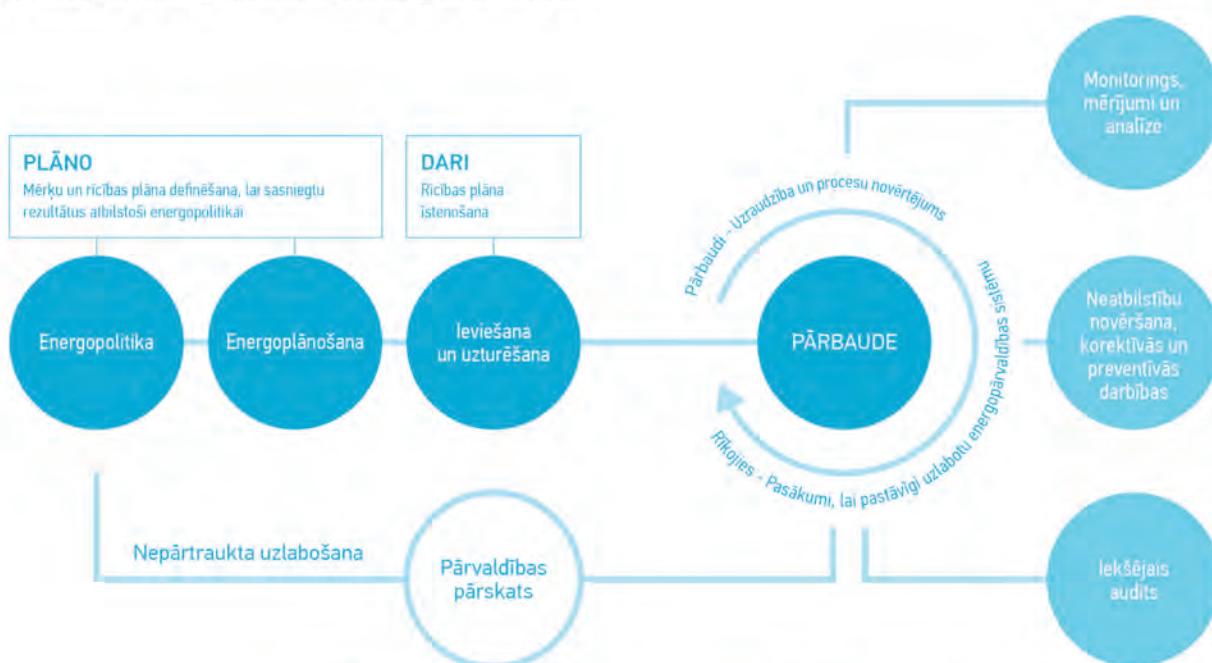 PLĀNO
Mērķu un rīcības plāna definēšana, lai sasniegtu
rezultātus atbilstoši energopolitikai
DARI
Rīcības plāna
īstenošana
Energopolitika
Energoplānošana
Ieviešana
un uzturēšana
PĀRBAUDE
Pārbaudi - Uzraudzība un procesu novērtējums
Rīkojies - Pasākumi, lai pastāvīgi uzlabotu energopārvaldības sistēmu
Monitorings,
mērījumi un
analīze
Neatbilstību
novēršana,
korektīvās un
preventīvās
darbības
Iekšējais
audits
Nepārtraukta uzlabošana
Pārvaldības
pārskats